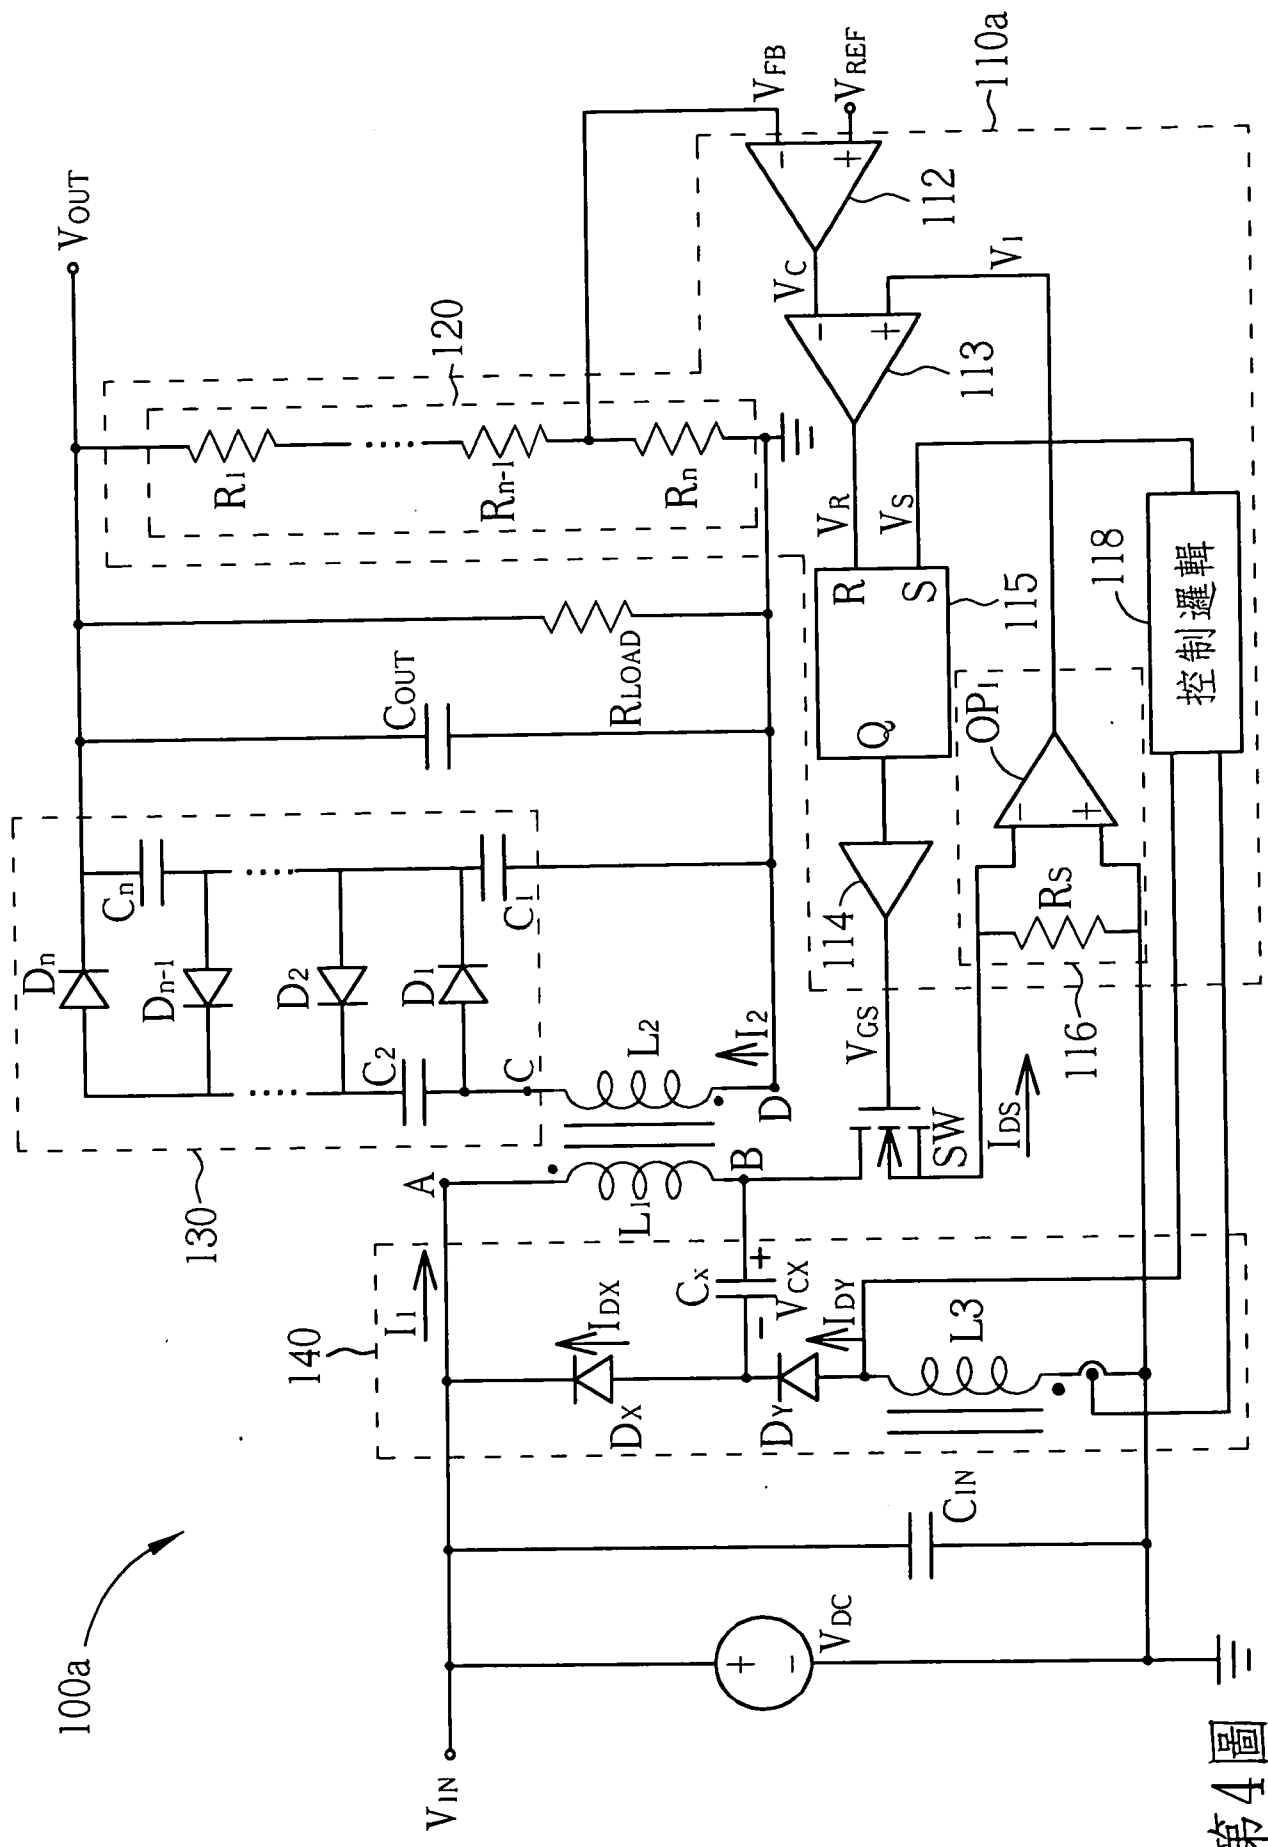 100a
VIN
VDC
+
−
CIN
140
I1
A
DX
IDX
Cx
+
−
VCX
DY
IDY
L3
B
L1
L2
I2
C
D
130
Dn
Dn-1
D2
D1
Cn
C2
C1
COUT
RLOAD
VOUT
120
R1
Rn-1
Rn
VFB
VREF
110a
−
+
112
VC
−
+
113
V1
VR
VS
R
S
Q
115
114
VGS
SW
IDS
116
RS
OP1
−
+
118
控制邏輯
第4圖